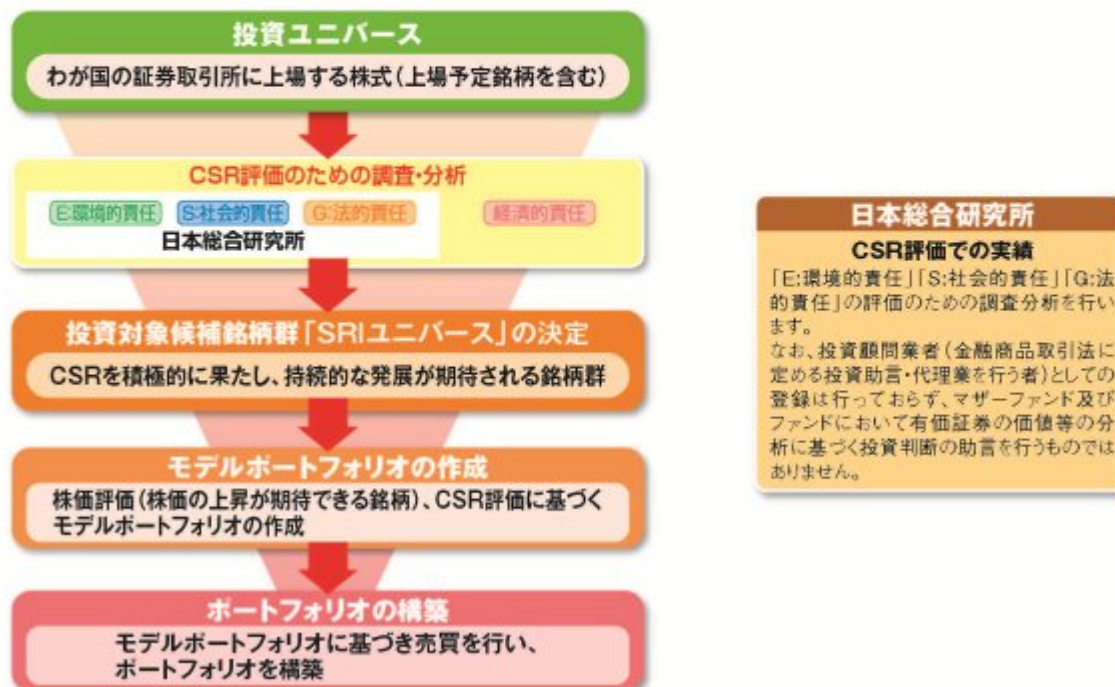 投資ユニバース
わが国の証券取引所に上場する株式(上場予定銘柄を含む)
CSR評価のための調査・分析
E:環境的責任 S:社会的責任 G:法的責任 経済的責任
日本総合研究所
投資対象候補銘柄群「SRIユニバース」の決定
CSRを積極的に果たし、持続的な発展が期待される銘柄群
モデルポートフォリオの作成
株価評価(株価の上昇が期待できる銘柄)、CSR評価に基づく
モデルポートフォリオの作成
ポートフォリオの構築
モデルポートフォリオに基づき売買を行い、
ポートフォリオを構築
日本総合研究所
CSR評価での実績
「E:環境的責任」「S:社会的責任」「G:法
的責任」の評価のための調査分析を行い
ます。
なお、投資顧問業者(金融商品取引法に
定める投資助言・代理業を行う者)としての
登録は行っておらず、マザーファンド及び
ファンドにおいて有価証券の価値等の分
析に基づく投資判断の助言を行うものでは
ありません。